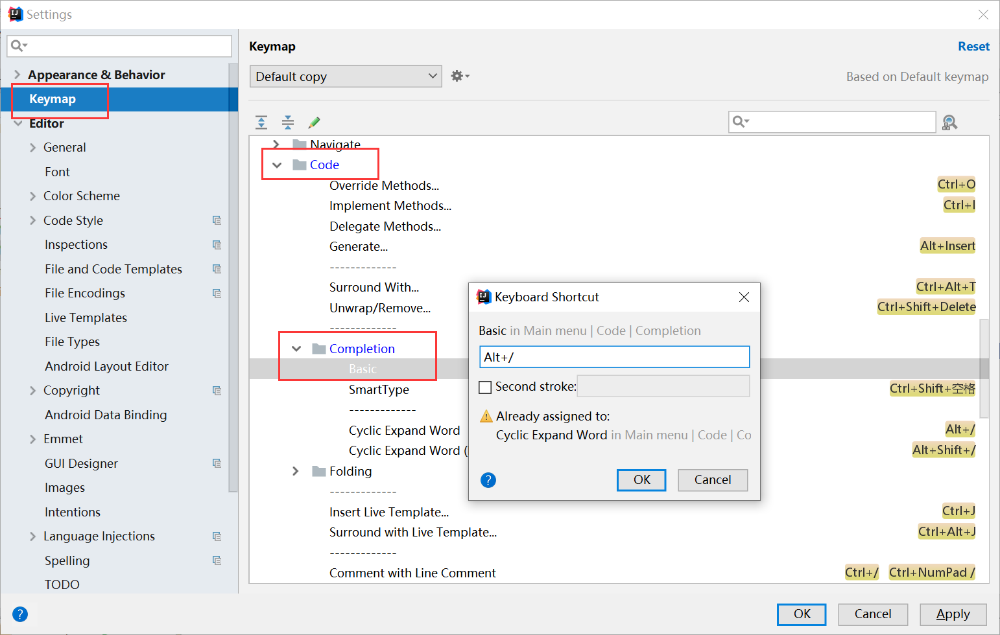 Settings
Appearance & Behavior
Keymap
Editor
General
Font
Color Scheme
Code Style
Inspections
File and Code Templates
File Encodings
Live Templates
File Types
Android Layout Editor
Copyright
Android Data Binding
Emmet
GUI Designer
Images
Intentions
Language Injections
Spelling
TODO
Keymap
Reset
Default copy
Based on Default keymap
Navigate
Code
Override Methods... Ctrl+O
Implement Methods... Ctrl+I
Delegate Methods...
Generate... Alt+Insert
-------------
Surround With... Ctrl+Alt+T
Unwrap/Remove... Ctrl+Shift+Delete
-------------
Completion
Basic
SmartType Ctrl+Shift+空格
-------------
Cyclic Expand Word Alt+/
Cyclic Expand Word ( Alt+Shift+/
Folding
-------------
Insert Live Template... Ctrl+J
Surround with Live Template... Ctrl+Alt+J
-------------
Comment with Line Comment Ctrl+/ Ctrl+NumPad /
Keyboard Shortcut
Basic in Main menu | Code | Completion
Alt+/
Second stroke:
Already assigned to:
Cyclic Expand Word in Main menu | Code | Co
? OK Cancel
? OK Cancel Apply